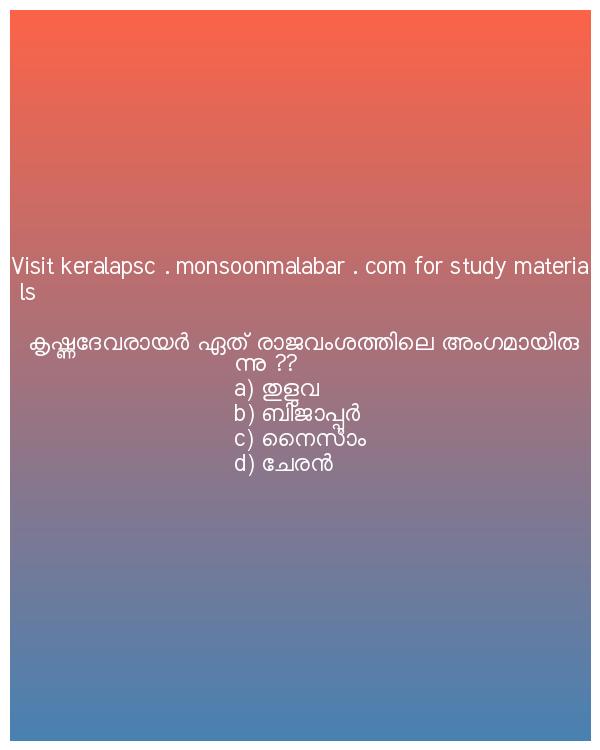 Visit keralapsc . monsoonmalabar . com for study materia
ls
കൃഷ്ണദേവരായർ ഏത് രാജവംശത്തിലെ അംഗമായിരു
ന്നു ??
a) തുളുവ
b) ബിജാപ്പൂർ
c) നൈസാം
d) ചേരൻ